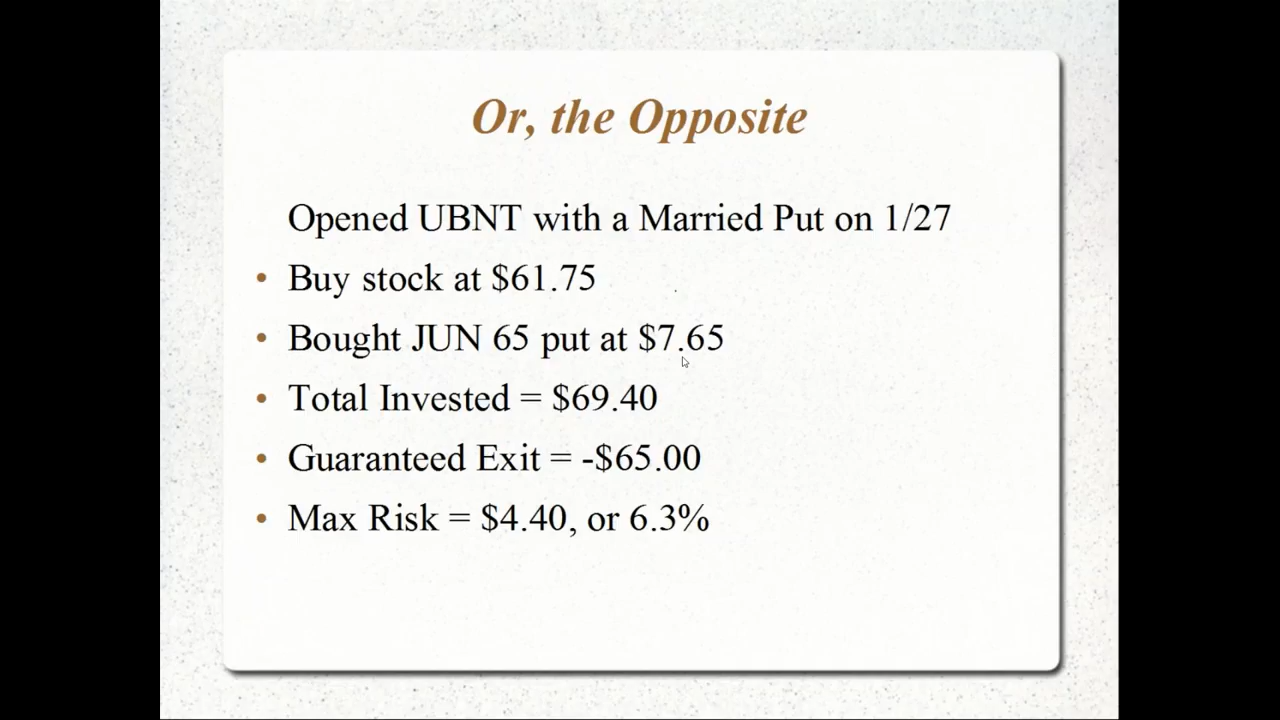 Or, the Opposite
Opened UBNT with a Married Put on 1/27
• Buy stock at $61.75
• Bought JUN 65 put at $7.65
• Total Invested = $69.40
• Guaranteed Exit = -$65.00
• Max Risk = $4.40, or 6.3%